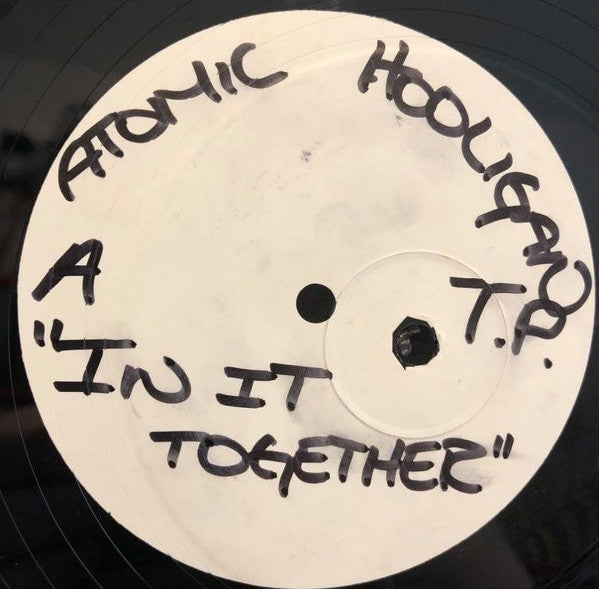 ATOMIC HOOLIGAN
A T.P.
"IN IT
TOGETHER"